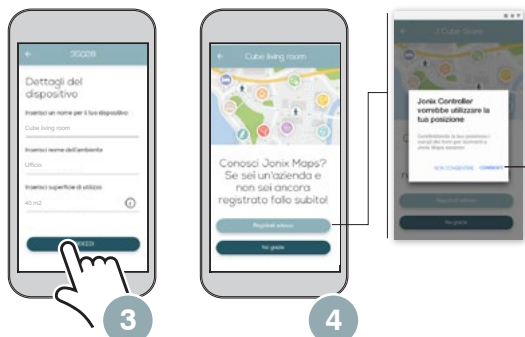 Dettagli del
dispositivo
Inserisci un nome per il tuo dispositivo
Cube living room
Inserisci nome dell'ambiente
Ufficio
Inserisci superficie di utilizzo
40 m2
3
Cube living room
Conosci Jonix Maps?
Se sei un'azienda e
non sei ancora
registrato fallo subito!
Registrati adesso
No grazie
4
Jonix Controller
vorrebbe utilizzare la
tua posizione
Jonix Maps
NON CONSENTIRE CONSENTI
No grazie